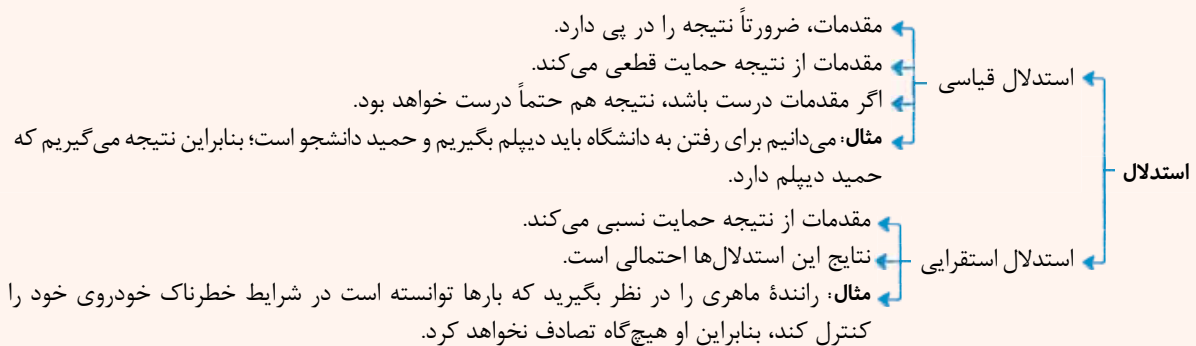 استدلال
استدلال قیاسی
مقدمات، ضرورتاً نتیجه را در پی دارد.
مقدمات از نتیجه حمایت قطعی می‌کند.
اگر مقدمات درست باشد، نتیجه هم حتماً درست خواهد بود.
مثال: می‌دانیم برای رفتن به دانشگاه باید دیپلم بگیریم و حمید دانشجو است؛ بنابراین نتیجه می‌گیریم که
حمید دیپلم دارد.
استدلال استقرایی
مقدمات از نتیجه حمایت نسبی می‌کند.
نتایج این استدلال‌ها احتمالی است.
مثال: رانندهٔ ماهری را در نظر بگیرید که بارها توانسته است در شرایط خطرناک خودروی خود را
کنترل کند، بنابراین او هیچ‌گاه تصادف نخواهد کرد.